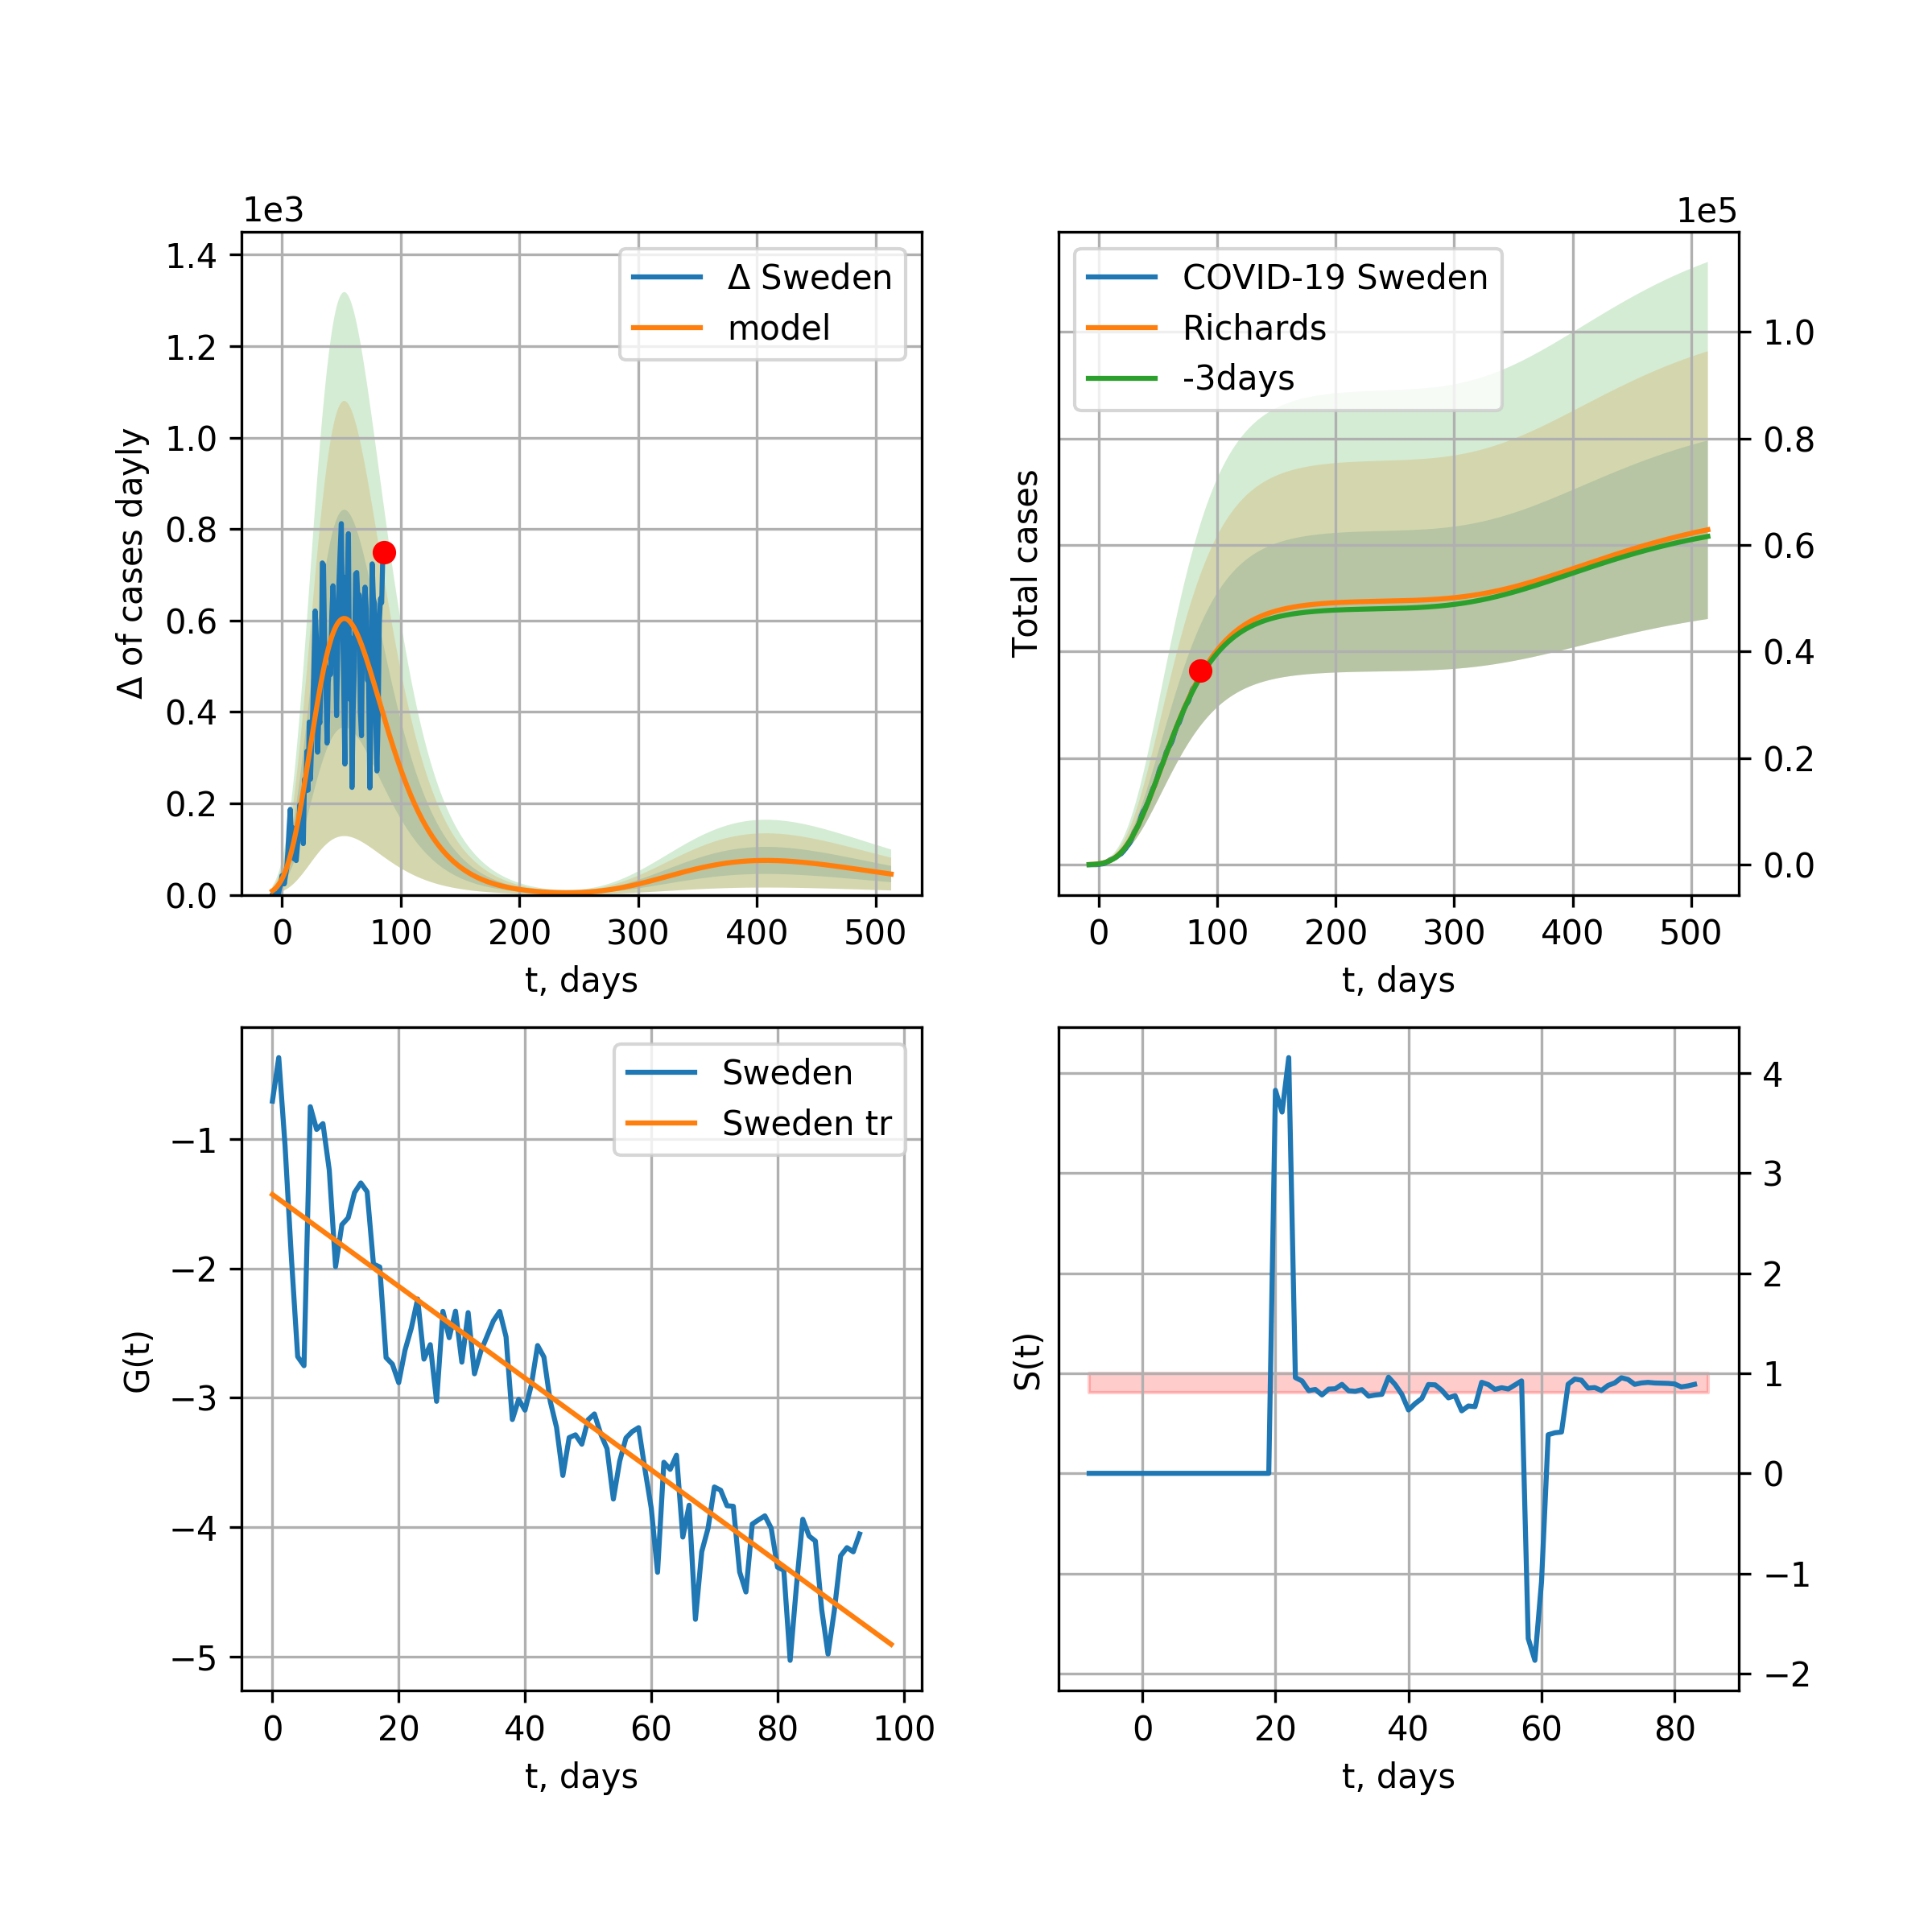 1e3
1.4
1.2
1.0
0.8
0.6
0.4
0.2
0.0
Δ of cases dayly
Δ Sweden
model
0 100 200 300 400 500
t, days
1e5
COVID-19 Sweden
Richards
-3days
Total cases
1.0
0.8
0.6
0.4
0.2
0.0
0 100 200 300 400 500
t, days
Sweden
Sweden tr
G(t)
−1
−2
−3
−4
−5
0 20 40 60 80 100
t, days
S(t)
4
3
2
1
0
−1
−2
0 20 40 60 80
t, days